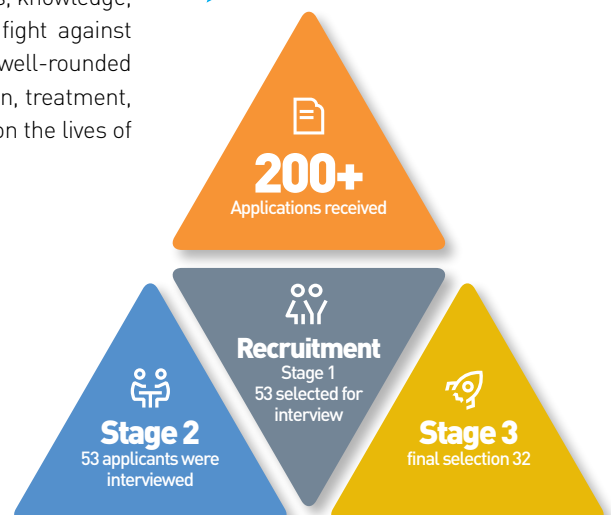 s, knowledge,
fight against
well-rounded
n, treatment,
on the lives of
200+
Applications received
Recruitment
Stage 1
53 selected for
interview
Stage 2
53 applicants were
interviewed
Stage 3
final selection 32